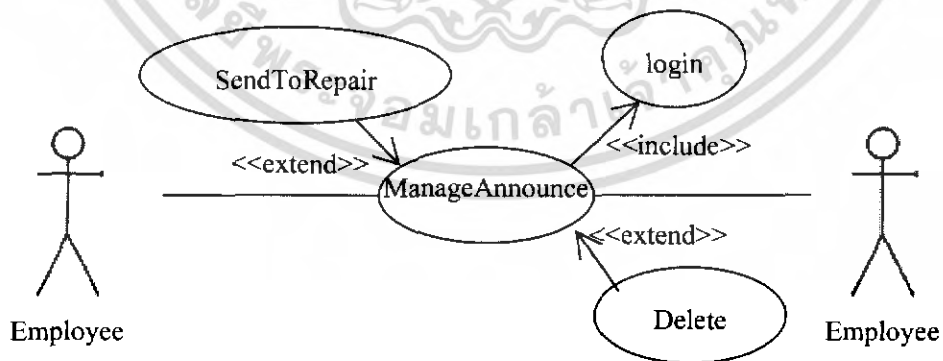 SendToRepair
login
<<extend>>
<<include>>
ManageAnnounce
<<extend>>
Delete
Employee
Employee